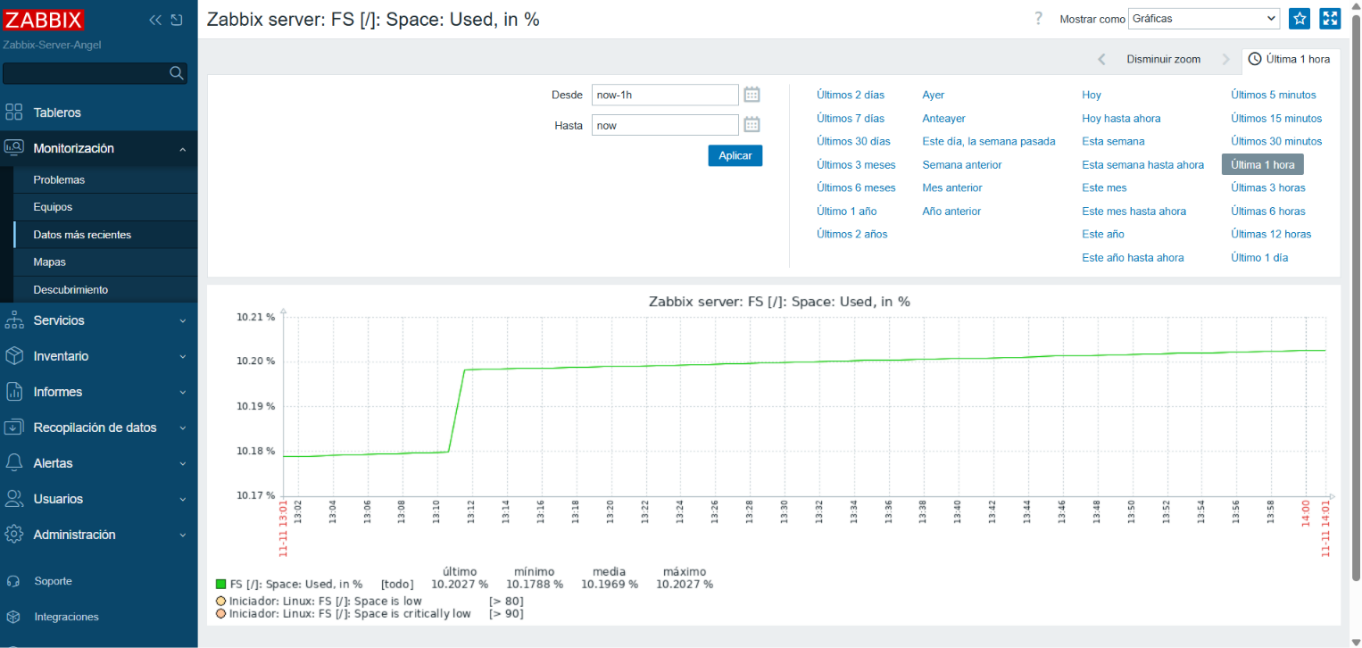 ZABBIX
Zabbix-Server-Angel
Tableros
Monitorización
Problemas
Equipos
Datos más recientes
Mapas
Descubrimiento
Servicios
Inventario
Informes
Recopilación de datos
Alertas
Usuarios
Administración
Soporte
Integraciones
Zabbix server: FS [/]: Space: Used, in %
? Mostrar como Gráficas
Disminuir zoom
Última 1 hora
Desde now-1h
Hasta now
Aplicar
Últimos 2 días Ayer Hoy Últimos 5 minutos
Últimos 7 días Anteayer Hoy hasta ahora Últimos 15 minutos
Últimos 30 días Este día, la semana pasada Esta semana Últimos 30 minutos
Últimos 3 meses Semana anterior Esta semana hasta ahora Última 1 hora
Últimos 6 meses Mes anterior Este mes Últimas 3 horas
Último 1 año Año anterior Este mes hasta ahora Últimas 6 horas
Últimos 2 años Este año Últimas 12 horas
Este año hasta ahora Último 1 día
Zabbix server: FS [/]: Space: Used, in %
10.21 %
10.20 %
10.19 %
10.18 %
10.17 %
11-11 13:01 13:02 13:04 13:06 13:08 13:10 13:12 13:14 13:16 13:18 13:20 13:22 13:24 13:26 13:28 13:30 13:32 13:34 13:36 13:38 13:40 13:42 13:44 13:46 13:48 13:50 13:52 13:54 13:56 13:58 14:00 11-11 14:01
último mínimo media máximo
FS [/]: Space: Used, in % [todo] 10.2027 % 10.1788 % 10.1969 % 10.2027 %
Iniciador: Linux: FS [/]: Space is low [> 80]
Iniciador: Linux: FS [/]: Space is critically low [> 90]